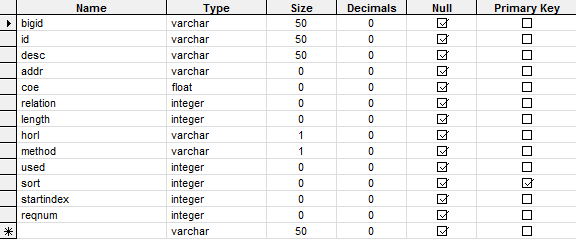 Name Type Size Decimals Null Primary Key
bigid varchar 50 0
id varchar 50 0
desc varchar 50 0
addr varchar 0 0
coe float 0 0
relation integer 0 0
length integer 0 0
horl varchar 1 0
method varchar 1 0
used integer 0 0
sort integer 0 0
startindex integer 0 0
reqnum integer 0 0
varchar 50 0